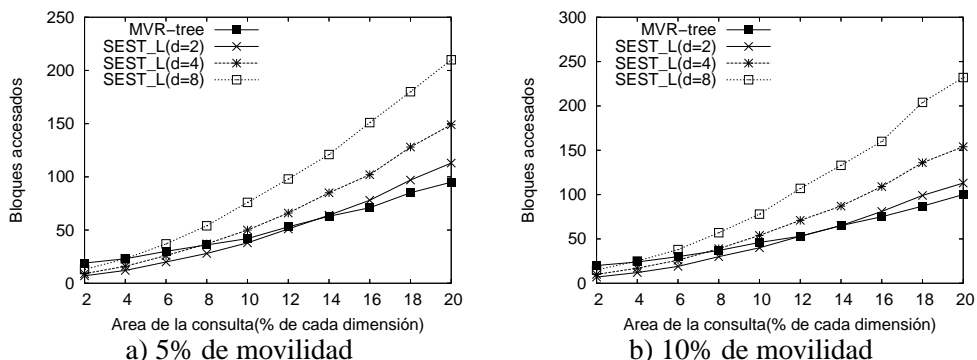 250
200
150
100
50
0
Bloques accesados
MVR-tree
SEST_L(d=2)
SEST_L(d=4)
SEST_L(d=8)
2 4 6 8 10 12 14 16 18 20
Area de la consulta(% de cada dimensión)
a) 5% de movilidad
300
250
200
150
100
50
0
Bloques accesados
MVR-tree
SEST_L(d=2)
SEST_L(d=4)
SEST_L(d=8)
2 4 6 8 10 12 14 16 18 20
Area de la consulta(% de cada dimensión)
b) 10% de movilidad